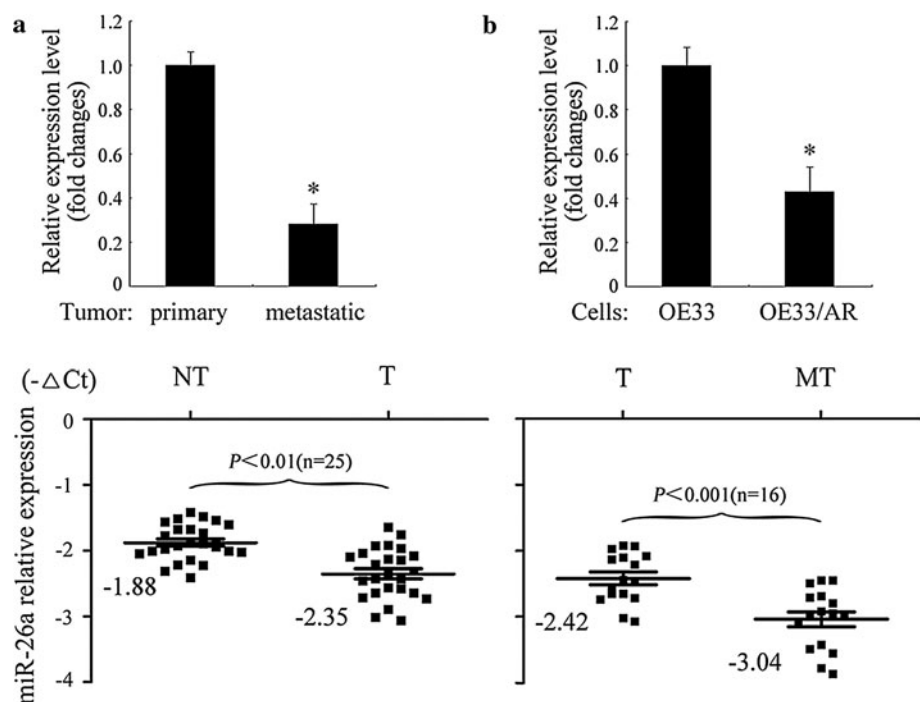 a
Relative expression level
(fold changes)
1.2
1.0
0.8
0.6
0.4
0.2
0
*
Tumor: primary metastatic
b
Relative expression level
(fold changes)
1.2
1.0
0.8
0.6
0.4
0.2
0
*
Cells: OE33 OE33/AR
(-△Ct) NT T
miR-26a relative expression
0
-1
-2
-3
-4
P<0.01(n=25)
-1.88
-2.35
T MT
P<0.001(n=16)
-2.42
-3.04